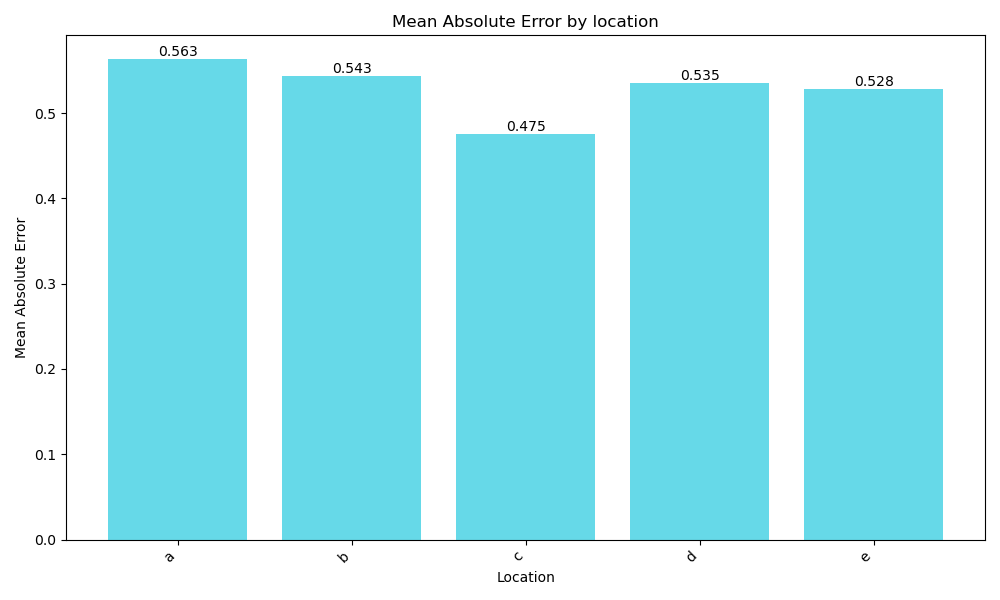 Mean Absolute Error by location
0.563
0.543
0.475
0.535
0.528
Mean Absolute Error
0.5
0.4
0.3
0.2
0.1
0.0
a
b
c
d
e
Location